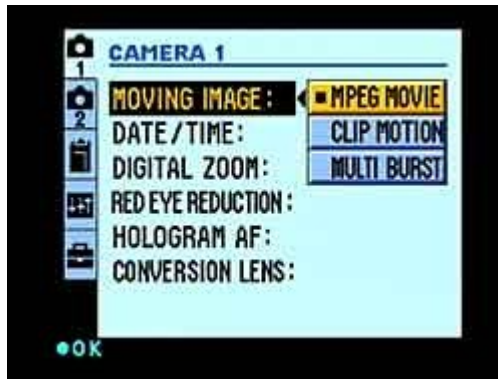 CAMERA 1
1
MOVING IMAGE: MPEG MOVIE
2
DATE/TIME: CLIP MOTION
DIGITAL ZOOM: MULTI BURST
RED EYE REDUCTION:
HOLOGRAM AF:
CONVERSION LENS:
OK